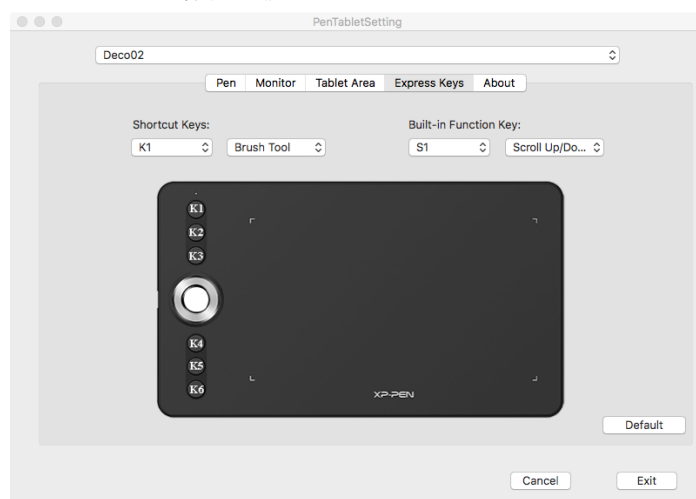 PenTabletSetting
Deco02
Pen Monitor Tablet Area Express Keys About
Shortcut Keys: Built-in Function Key:
K1 Brush Tool S1 Scroll Up/Do...
K1
K2
K3
K4
K5
K6
XP-PEN
Default
Cancel Exit